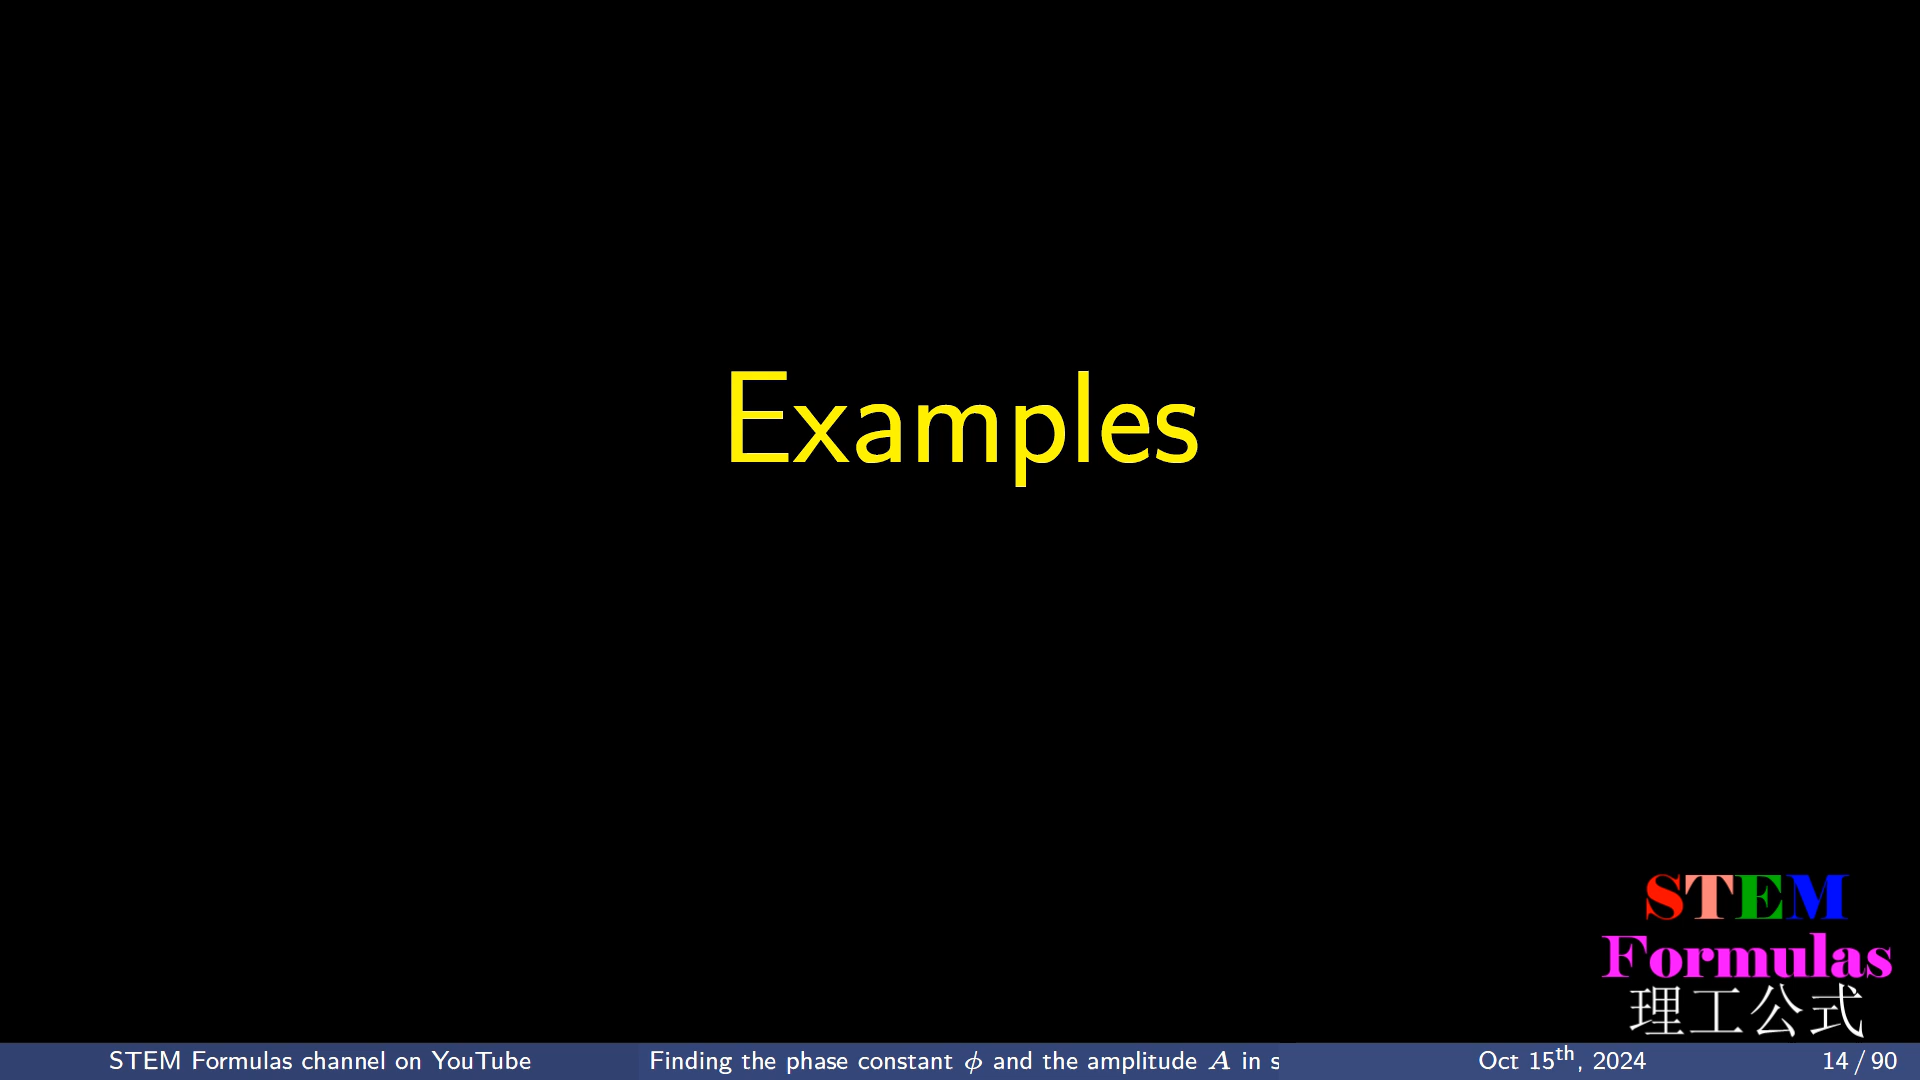 Examples
STEM
Formulas
理工公式
STEM Formulas channel on YouTube
Finding the phase constant ϕ and the amplitude A in s
Oct 15th, 2024
14 / 90